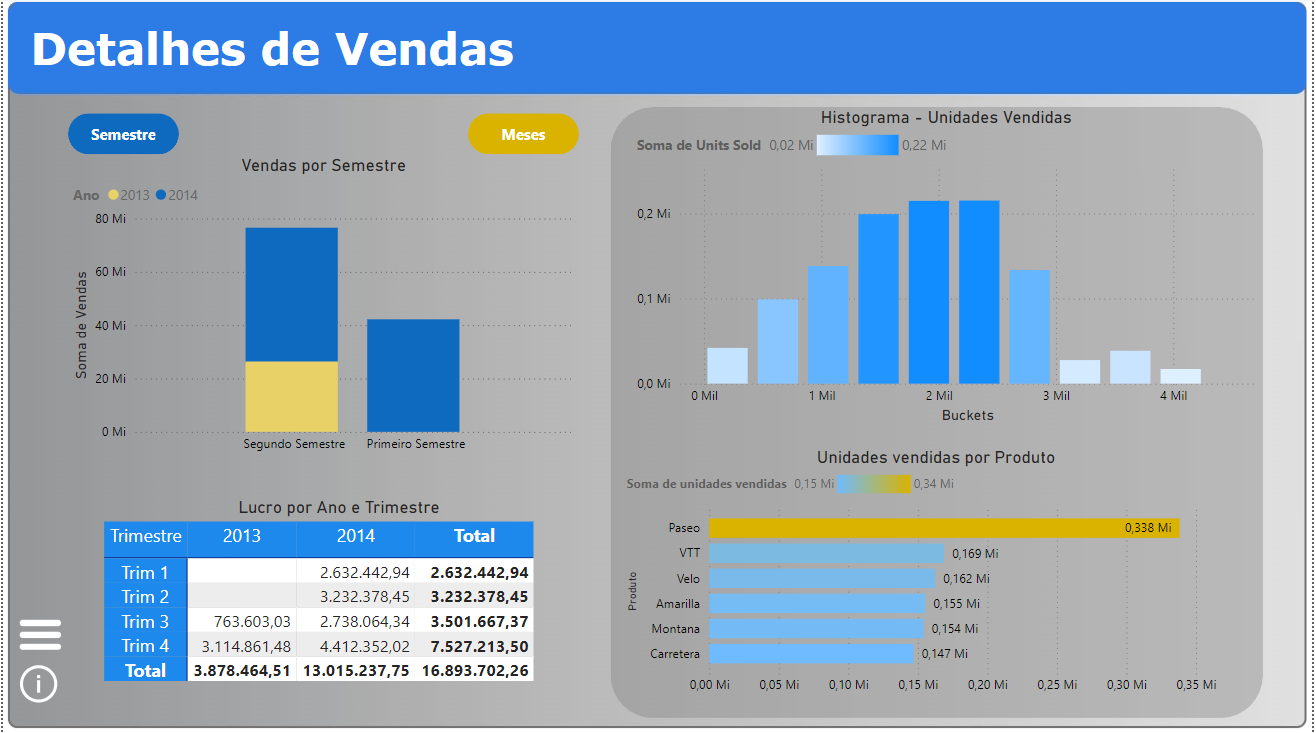 Detalhes de Vendas
Semestre
Meses
Vendas por Semestre
Ano 2013 2014
Soma de Vendas
80 Mi
60 Mi
40 Mi
20 Mi
0 Mi
Segundo Semestre Primeiro Semestre
Lucro por Ano e Trimestre
Trimestre 2013 2014 Total
Trim 1 2.632.442,94 2.632.442,94
Trim 2 3.232.378,45 3.232.378,45
Trim 3 763.603,03 2.738.064,34 3.501.667,37
Trim 4 3.114.861,48 4.412.352,02 7.527.213,50
Total 3.878.464,51 13.015.237,75 16.893.702,26
i
Histograma - Unidades Vendidas
Soma de Units Sold 0,02 Mi 0,22 Mi
0,2 Mi
0,1 Mi
0,0 Mi
0 Mil 1 Mil 2 Mil 3 Mil 4 Mil
Buckets
Unidades vendidas por Produto
Soma de unidades vendidas 0,15 Mi 0,34 Mi
Produto
Paseo 0,338 Mi
VTT 0,169 Mi
Velo 0,162 Mi
Amarilla 0,155 Mi
Montana 0,154 Mi
Carretera 0,147 Mi
0,00 Mi 0,05 Mi 0,10 Mi 0,15 Mi 0,20 Mi 0,25 Mi 0,30 Mi 0,35 Mi